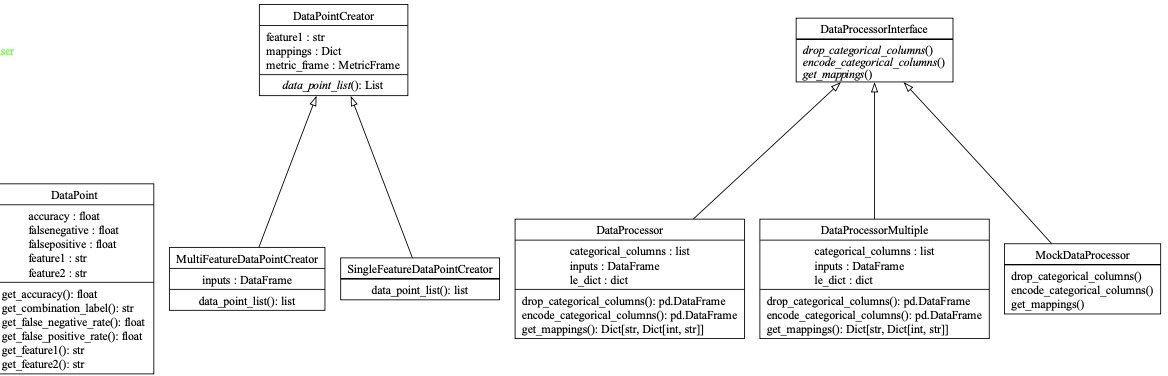 ser
DataPointCreator
feature1 : str
mappings : Dict
metric_frame : MetricFrame
data_point_list(): List
DataProcessorInterface
drop_categorical_columns()
encode_categorical_columns()
get_mappings()
DataPoint
accuracy : float
falsenegative : float
falsepositive : float
feature1 : str
feature2 : str
get_accuracy(): float
get_combination_label(): str
get_false_negative_rate(): float
get_false_positive_rate(): float
get_feature1(): str
get_feature2(): str
MultiFeatureDataPointCreator
inputs : DataFrame
data_point_list(): list
SingleFeatureDataPointCreator
data_point_list(): list
DataProcessor
categorical_columns : list
inputs : DataFrame
le_dict : dict
drop_categorical_columns(): pd.DataFrame
encode_categorical_columns(): pd.DataFrame
get_mappings(): Dict[str, Dict[int, str]]
DataProcessorMultiple
categorical_columns : list
inputs : DataFrame
le_dict : dict
drop_categorical_columns(): pd.DataFrame
encode_categorical_columns(): pd.DataFrame
get_mappings(): Dict[str, Dict[int, str]]
MockDataProcessor
drop_categorical_columns()
encode_categorical_columns()
get_mappings()